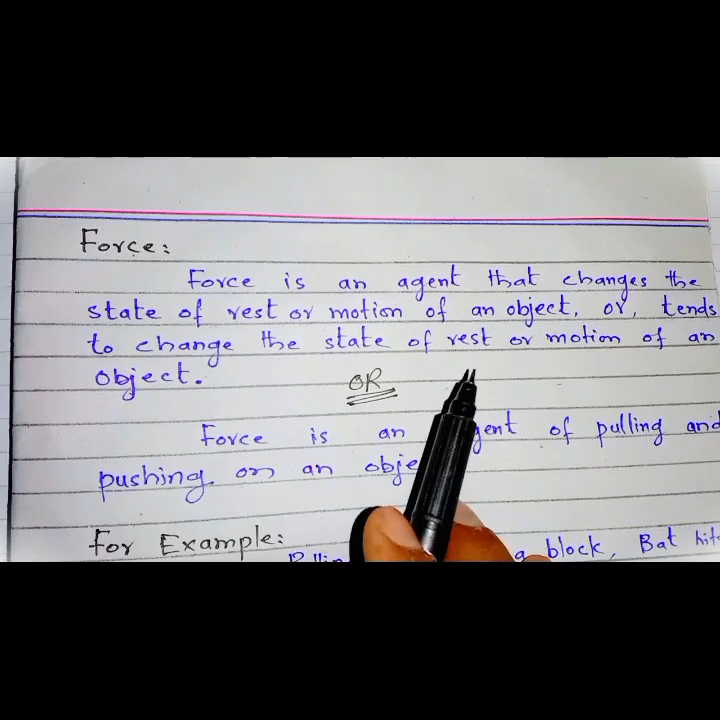 Force:
Force is an agent that changes the
state of rest or motion of an object, or, tends
to change the state of rest or motion of an
object.
OR
Force is an gent of pulling and
pushing on an obje
For Example:
a block, Bat hit